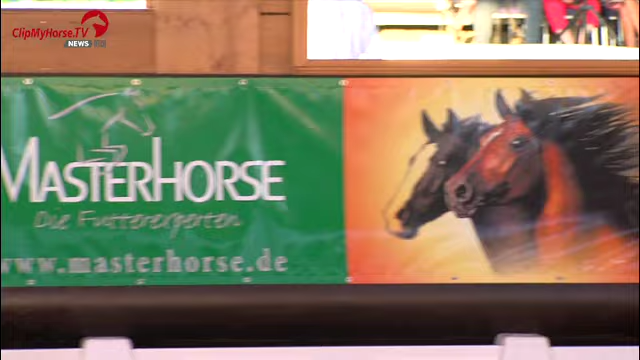 ClipMyHorse.TV
NEWS
MASTERHORSE
Die Futterexperten
www.masterhorse.de